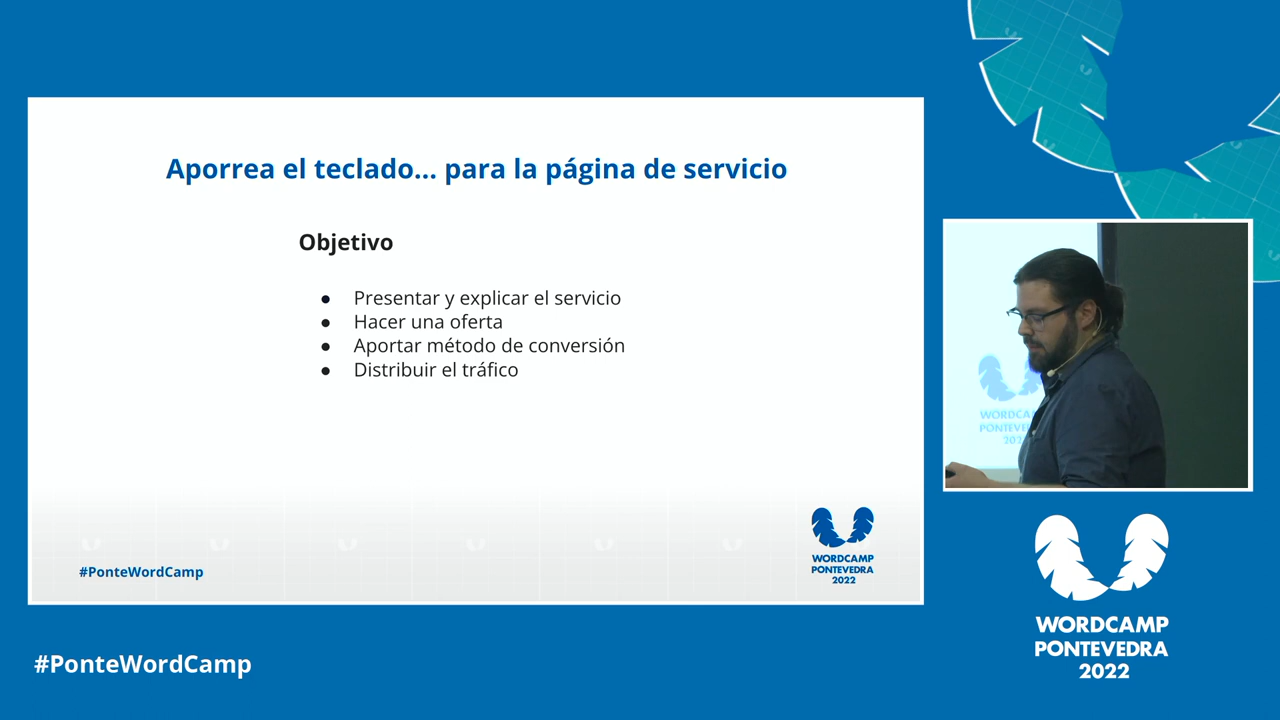 Aporrea el teclado... para la página de servicio
Objetivo
● Presentar y explicar el servicio
● Hacer una oferta
● Aportar método de conversión
● Distribuir el tráfico
#PonteWordCamp
WORDCAMP
PONTEVEDRA
2022
#PonteWordCamp
WORDCAMP
PONTEVEDRA
2022